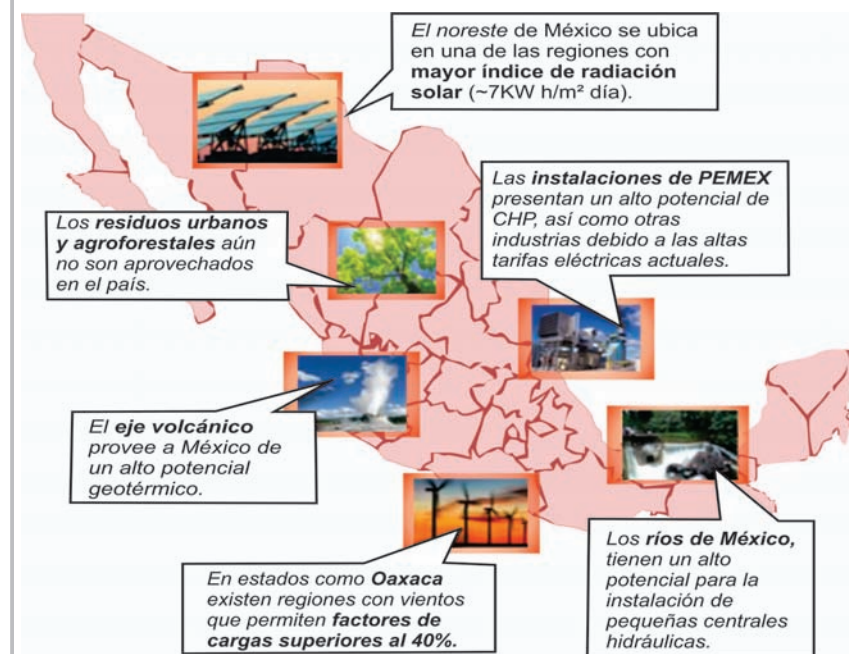 El noreste de México se ubica
en una de las regiones con
mayor índice de radiación
solar (~7KW h/m² día).
Las instalaciones de PEMEX
presentan un alto potencial de
CHP, así como otras
industrias debido a las altas
tarifas eléctricas actuales.
Los residuos urbanos
y agroforestales aún
no son aprovechados
en el país.
El eje volcánico
provee a México de
un alto potencial
geotérmico.
En estados como Oaxaca
existen regiones con vientos
que permiten factores de
cargas superiores al 40%.
Los ríos de México,
tienen un alto
potencial para la
instalación de
pequeñas centrales
hidráulicas.